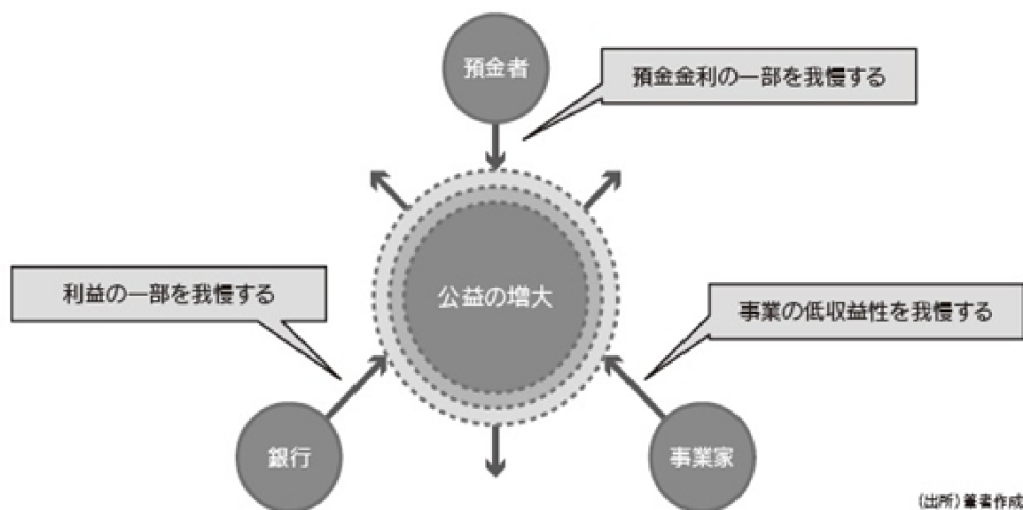 預金者
預金金利の一部を我慢する
利益の一部を我慢する
公益の増大
事業の低収益性を我慢する
銀行
事業家
(出所)筆者作成